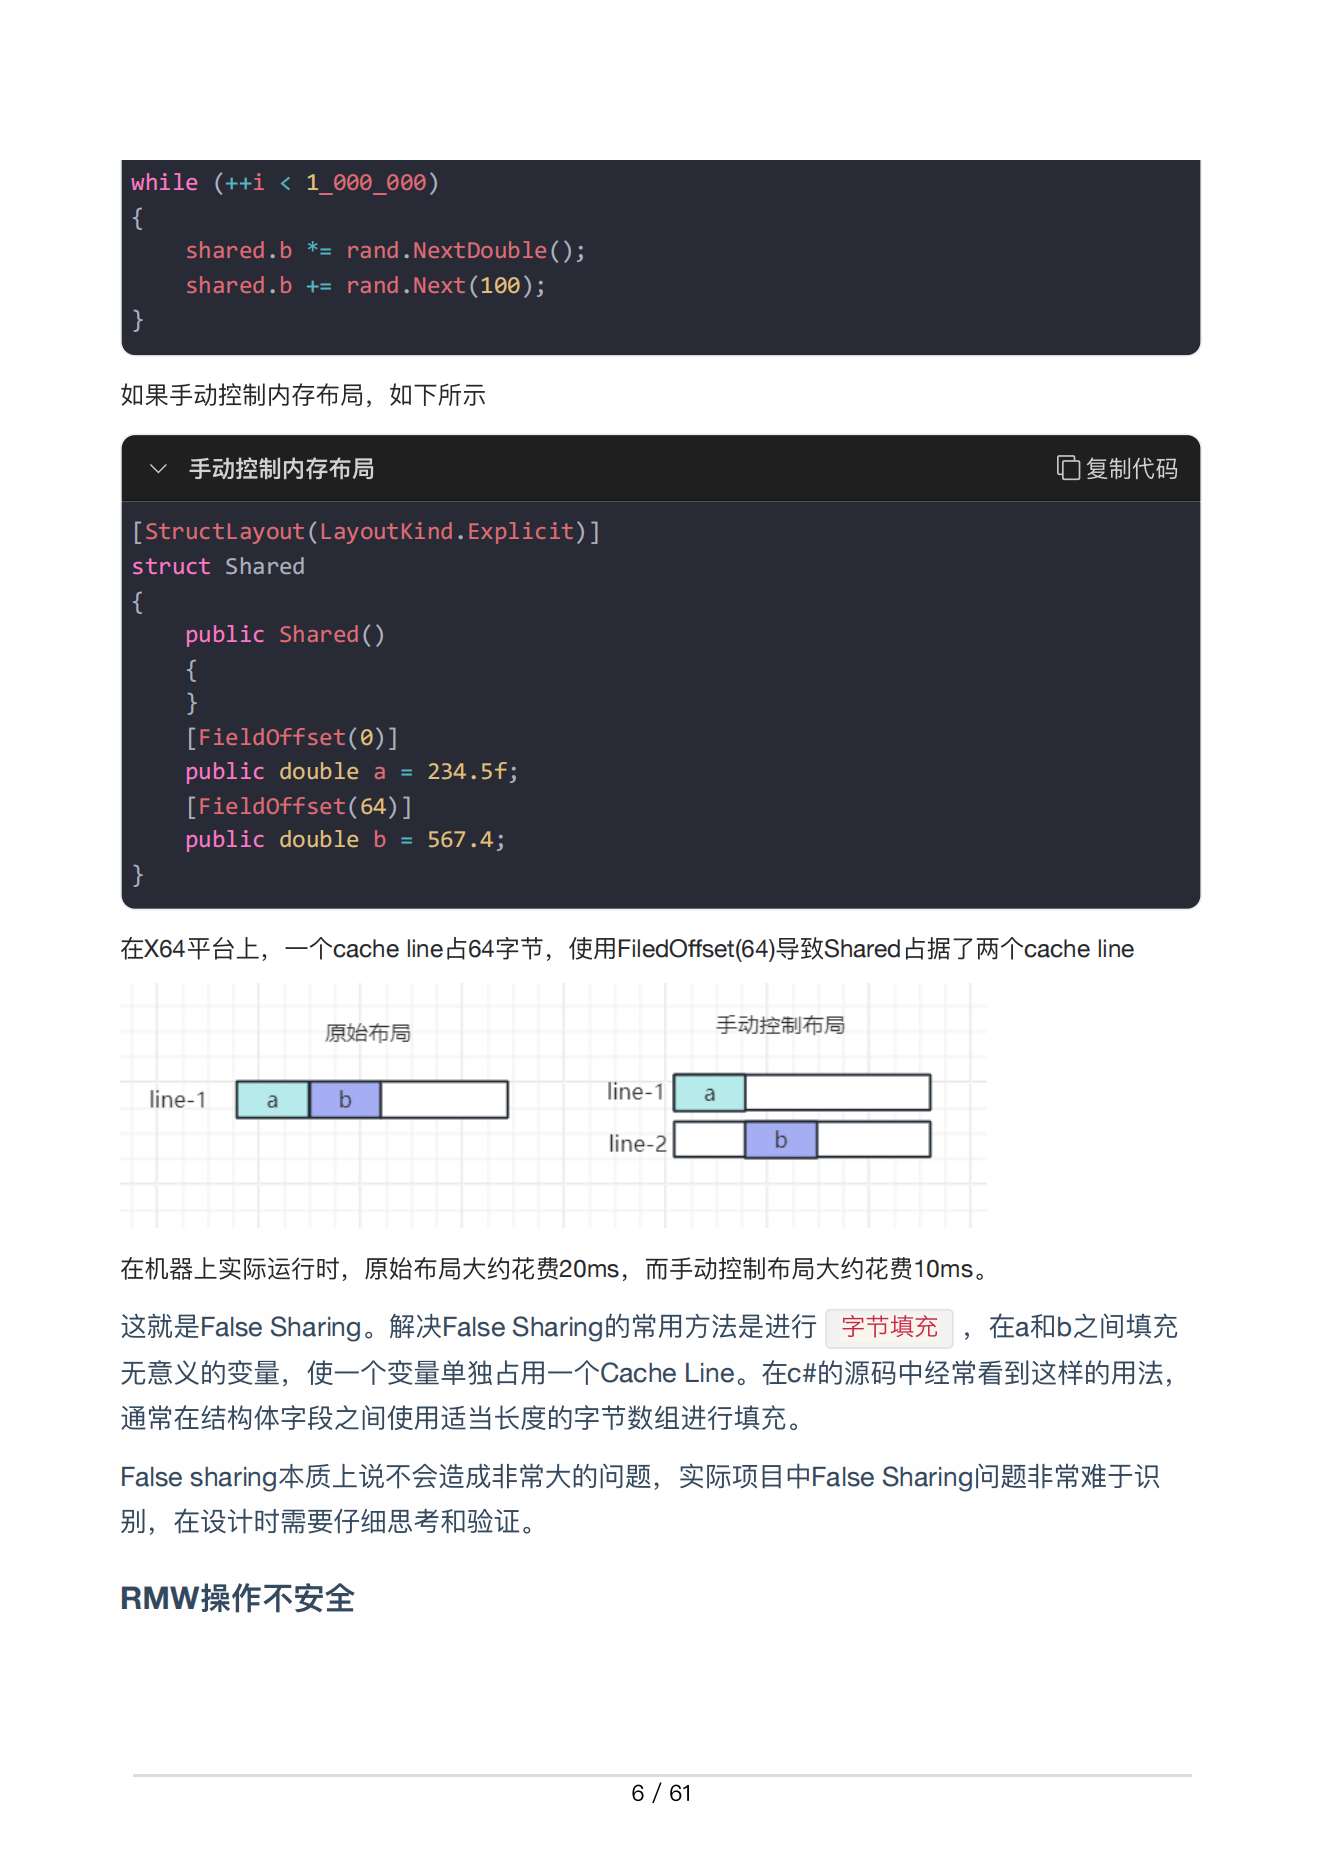 while (++i < 1_000_000)
{
    shared.b *= rand.NextDouble();
    shared.b += rand.Next(100);
}
如果手动控制内存布局，如下所示
手动控制内存布局 复制代码
[StructLayout(LayoutKind.Explicit)]
struct Shared
{
    public Shared()
    {
    }
    [FieldOffset(0)]
    public double a = 234.5f;
    [FieldOffset(64)]
    public double b = 567.4;
}
在X64平台上，一个cache line占64字节，使用FiledOffset(64)导致Shared占据了两个cache line
原始布局
line-1 a b
手动控制布局
line-1 a
line-2 b
在机器上实际运行时，原始布局大约花费20ms，而手动控制布局大约花费10ms。
这就是False Sharing。解决False Sharing的常用方法是进行 字节填充 ，在a和b之间填充
无意义的变量，使一个变量单独占用一个Cache Line。在c#的源码中经常看到这样的用法，
通常在结构体字段之间使用适当长度的字节数组进行填充。
False sharing本质上说不会造成非常大的问题，实际项目中False Sharing问题非常难于识
别，在设计时需要仔细思考和验证。
RMW操作不安全
6 / 61